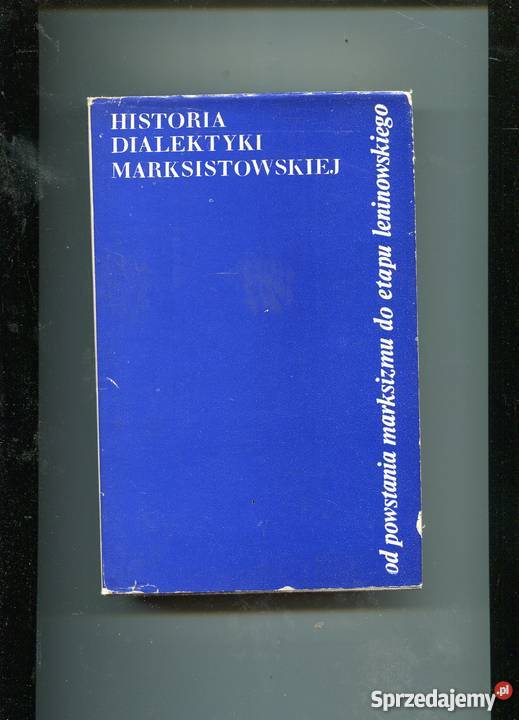 HISTORIA
DIALEKTYKI
MARKSISTOWSKIEJ
od powstania marksizmu do etapu leninowskiego
Sprzedajemy.pl